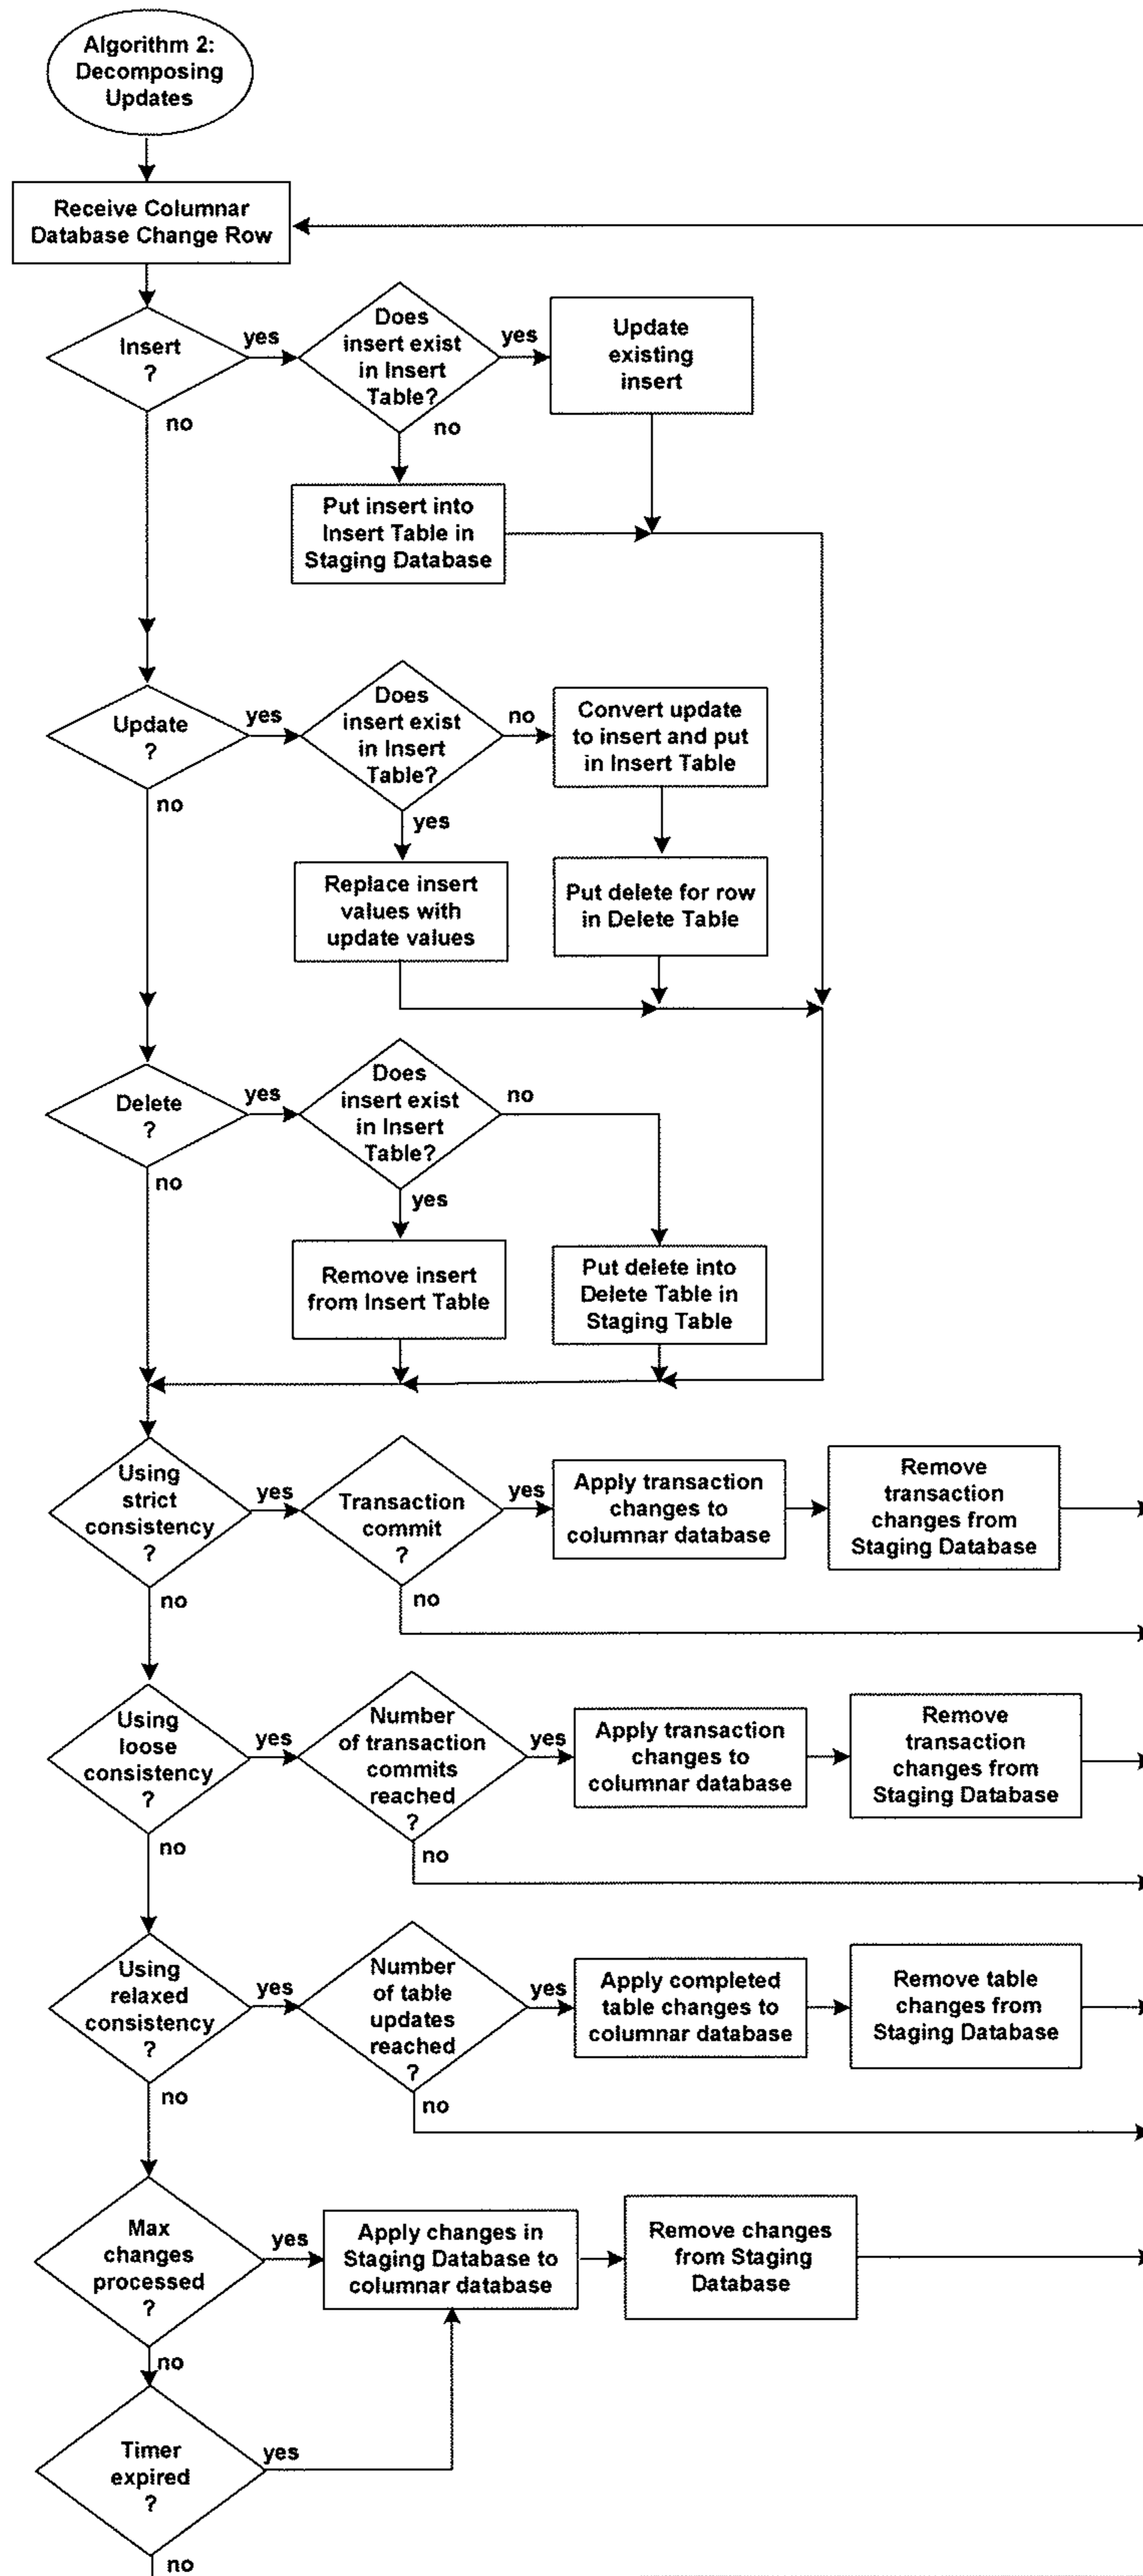 Algorithm 2:
Decomposing
Updates
Receive Columnar
Database Change Row
Insert
?
yes
no
Does
insert exist
in Insert
Table?
yes
no
Update
existing
insert
Put insert into
Insert Table in
Staging Database
Update
?
yes
no
Does
insert exist
in Insert
Table?
no
yes
Convert update
to insert and put
in Insert Table
Replace insert
values with
update values
Put delete for row
in Delete Table
Delete
?
yes
no
Does
insert exist
in Insert
Table?
no
yes
Remove insert
from Insert Table
Put delete into
Delete Table in
Staging Table
Using
strict
consistency
?
yes
no
Transaction
commit
?
yes
no
Apply transaction
changes to
columnar database
Remove
transaction
changes from
Staging Database
Using
loose
consistency
?
yes
no
Number
of transaction
commits
reached
?
yes
no
Apply transaction
changes to
columnar database
Remove
transaction
changes from
Staging Database
Using
relaxed
consistency
?
yes
no
Number
of table
updates
reached
?
yes
no
Apply completed
table changes to
columnar database
Remove table
changes from
Staging Database
Max
changes
processed
?
yes
no
Apply changes in
Staging Database to
columnar database
Remove changes
from Staging
Database
Timer
expired
?
yes
no